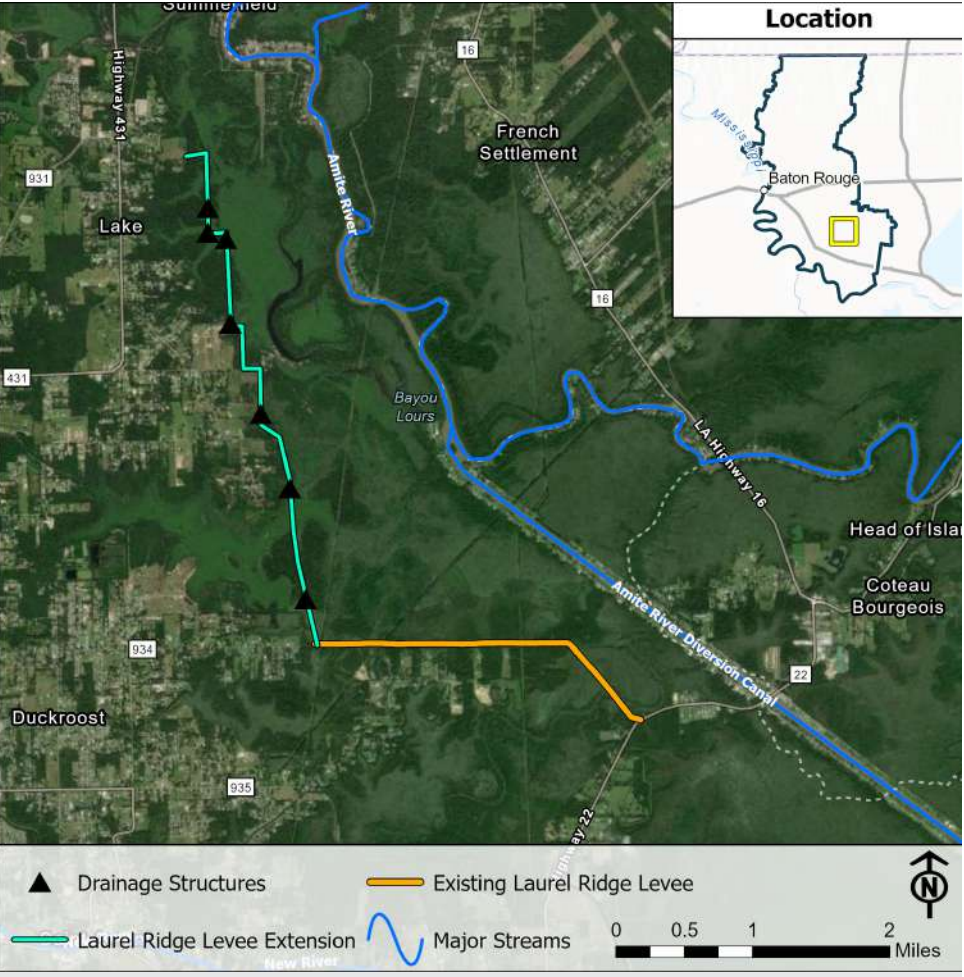 Summerfield
Location
Highway 431
16
French
Settlement
Mississippi
Baton Rouge
931
Amite River
Lake
16
431
Bayou
Lours
LA Highway 16
Head of Islan
Amite River Diversion Canal
Coteau
Bourgeois
934
22
Duckroost
935
Highway 22
Drainage Structures
Existing Laurel Ridge Levee
N
Laurel Ridge Levee Extension
Major Streams
0 0.5 1 2
Miles
New River